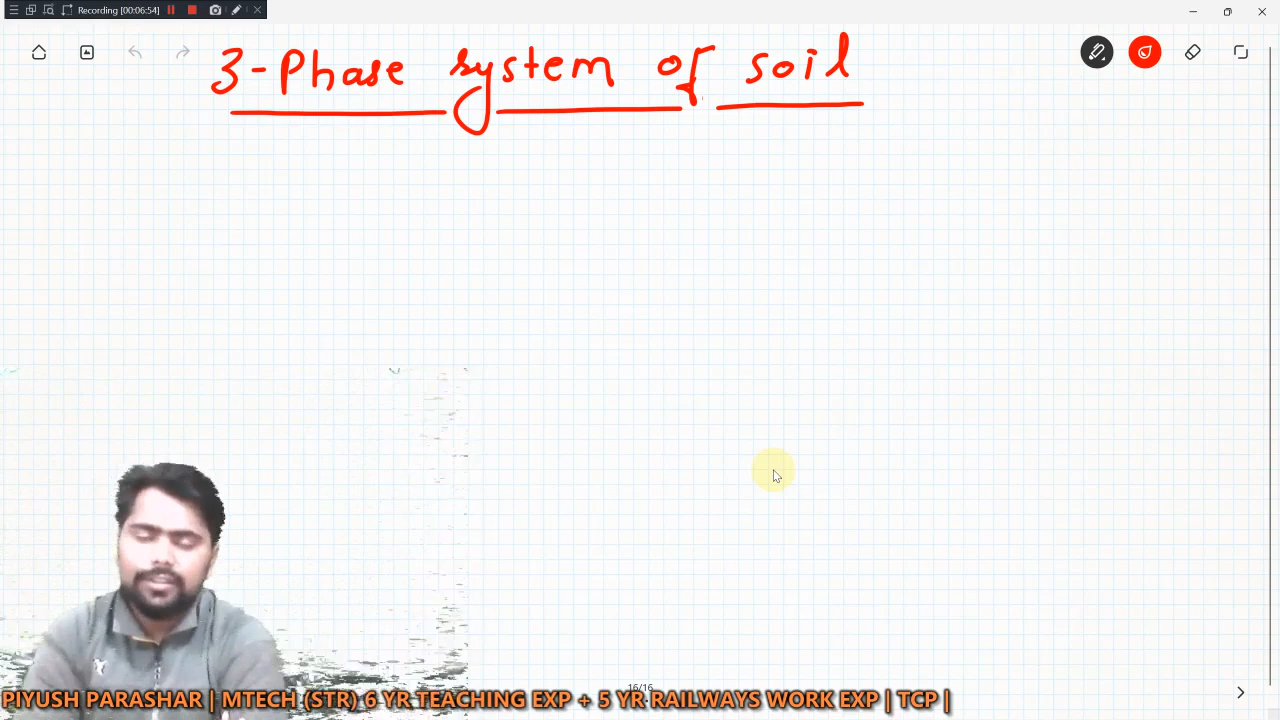 Recording [00:06:54]
3-Phase system of soil
16/16
PIYUSH PARASHAR | MTECH (STR) 6 YR TEACHING EXP + 5 YR RAILWAYS WORK EXP | TCP |